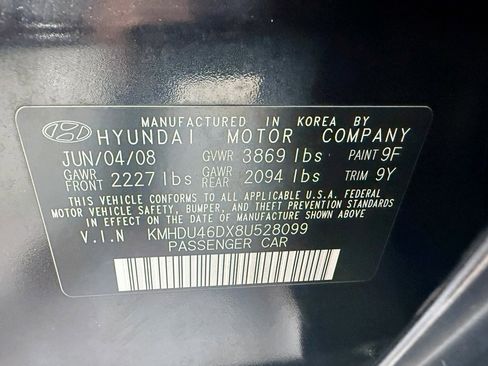 MANUFACTURED IN KOREA BY
HYUNDAI MOTOR COMPANY
JUN/04/08 GVWR 3869 lbs PAINT 9F
GAWR FRONT 2227 lbs GAWR REAR 2094 lbs TRIM 9Y
THIS VEHICLE CONFORMS TO ALL APPLICABLE U.S.A. FEDERAL
MOTOR VEHICLE SAFETY, BUMPER, AND THEFT PREVENTION STANDARDS
IN EFFECT ON THE DATE OF MANUFACTURE SHOWN ABOVE.
V.I.N KMHDU46DX8U528099
PASSENGER CAR